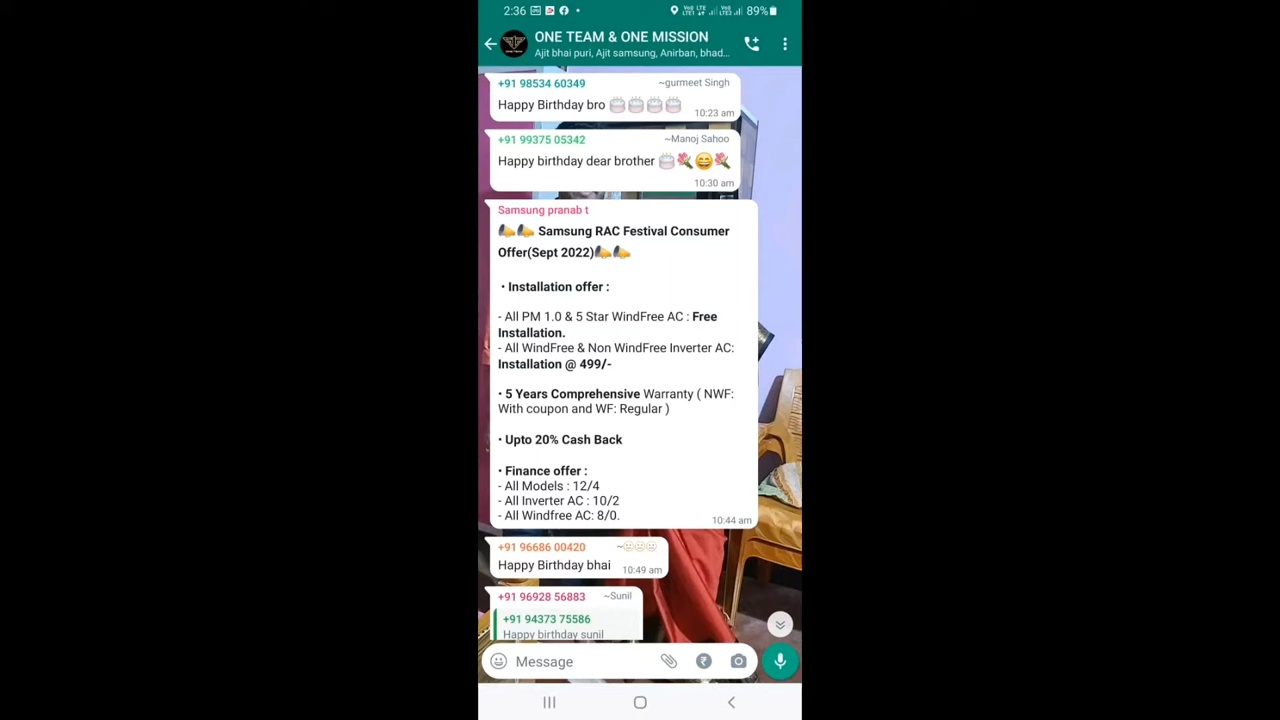 2:36
89%
ONE TEAM & ONE MISSION
Ajit bhai puri, Ajit samsung, Anirban, bhad...
+91 98534 60349 ~gurmeet Singh
Happy Birthday bro 🎂🎂🎂🎂
10:23 am
+91 99375 05342 ~Manoj Sahoo
Happy birthday dear brother 🎂💐😄💐
10:30 am
Samsung pranab t
📣📣 Samsung RAC Festival Consumer
Offer(Sept 2022)📣📣
• Installation offer :
- All PM 1.0 & 5 Star WindFree AC : Free
Installation.
- All WindFree & Non WindFree Inverter AC:
Installation @ 499/-
• 5 Years Comprehensive Warranty ( NWF:
With coupon and WF: Regular )
• Upto 20% Cash Back
• Finance offer :
- All Models : 12/4
- All Inverter AC : 10/2
- All Windfree AC: 8/0.
10:44 am
+91 96686 00420
Happy Birthday bhai
10:49 am
+91 96928 56883 ~Sunil
+91 94373 75586
Happy birthday sunil
Message